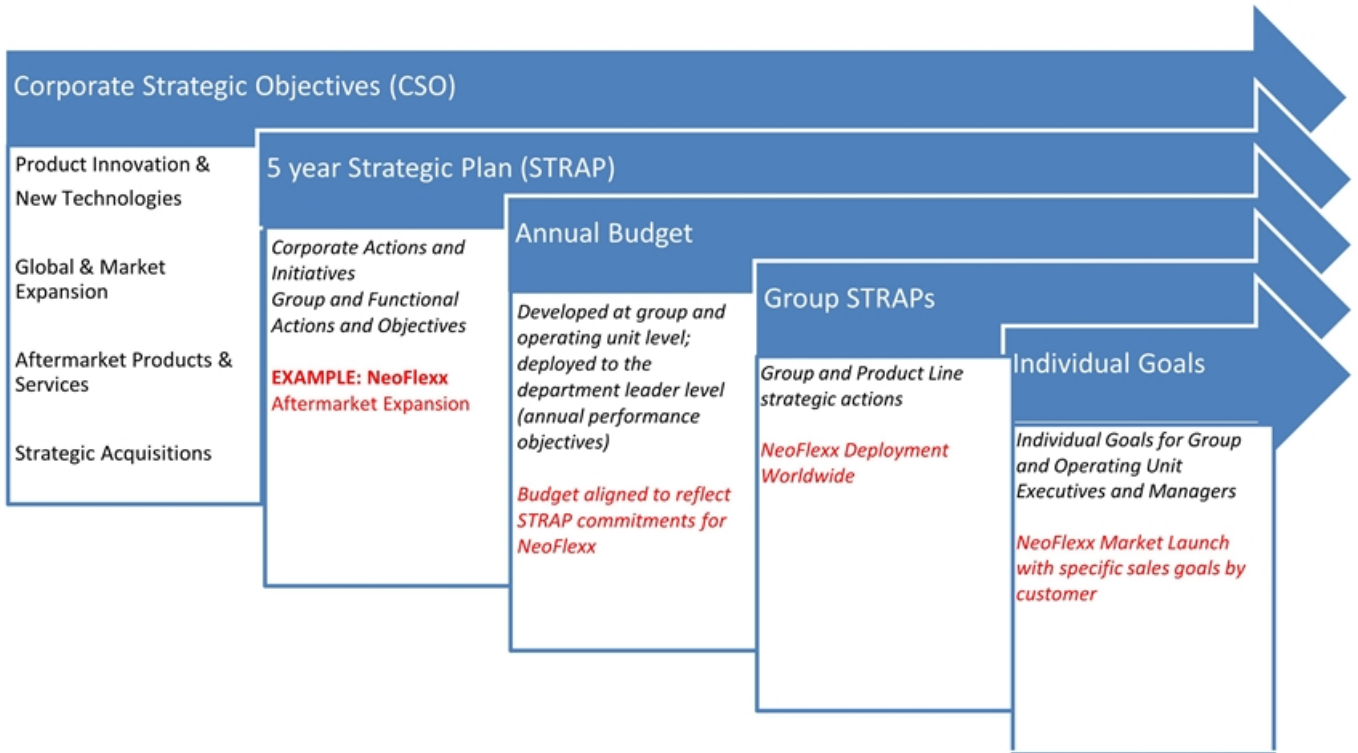 Corporate Strategic Objectives (CSO)
Product Innovation &
New Technologies
Global & Market
Expansion
Aftermarket Products &
Services
Strategic Acquisitions
5 year Strategic Plan (STRAP)
Corporate Actions and
Initiatives
Group and Functional
Actions and Objectives
EXAMPLE: NeoFlexx
Aftermarket Expansion
Annual Budget
Developed at group and
operating unit level;
deployed to the
department leader level
(annual performance
objectives)
Budget aligned to reflect
STRAP commitments for
NeoFlexx
Group STRAPs
Group and Product Line
strategic actions
NeoFlexx Deployment
Worldwide
Individual Goals
Individual Goals for Group
and Operating Unit
Executives and Managers
NeoFlexx Market Launch
with specific sales goals by
customer